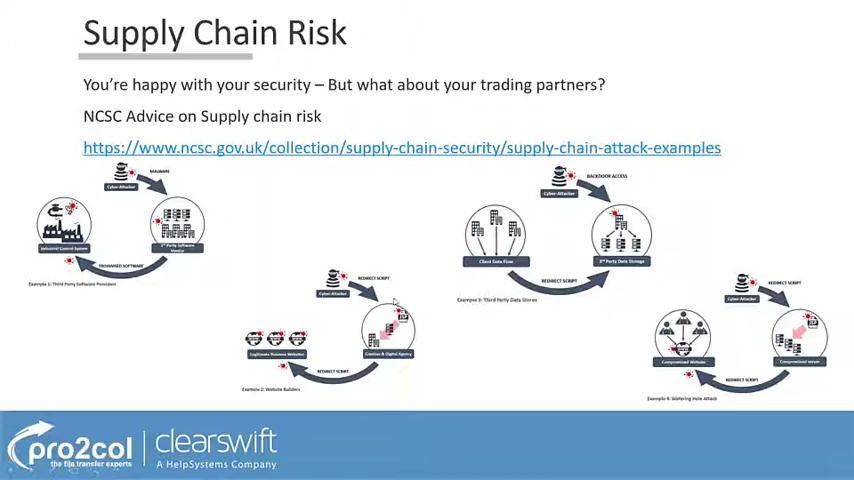 Supply Chain Risk
You're happy with your security – But what about your trading partners?
NCSC Advice on Supply chain risk
https://www.ncsc.gov.uk/collection/supply-chain-security/supply-chain-attack-examples
MALWARE
Cyber-Attacker
Industrial Control System
3rd Party Software
Vendor
TROJANISED SOFTWARE
Example 1: Third Party Software Providers
REDIRECT SCRIPT
Cyber-Attacker
Legitimate Business Websites
Creative & Digital Agency
REDIRECT SCRIPT
Example 2: Website Builders
BACKDOOR ACCESS
Cyber-Attacker
Client Data Flow
3rd Party Data Storage
REDIRECT SCRIPT
Example 3: Third Party Data Stores
REDIRECT SCRIPT
Cyber-Attacker
Compromised Website
Compromised server
REDIRECT SCRIPT
Example 4: Watering Hole Attack
pro2col
the file transfer experts
clearswift
A HelpSystems Company